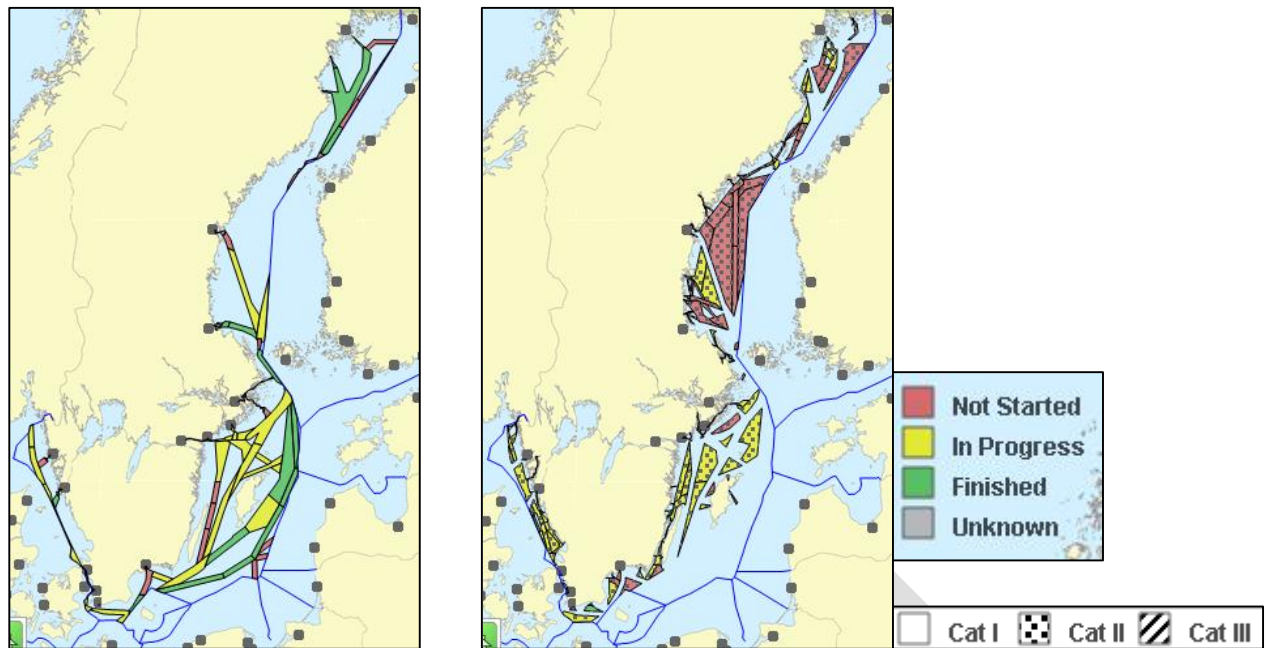 Not Started
In Progress
Finished
Unknown
Cat I Cat II Cat III